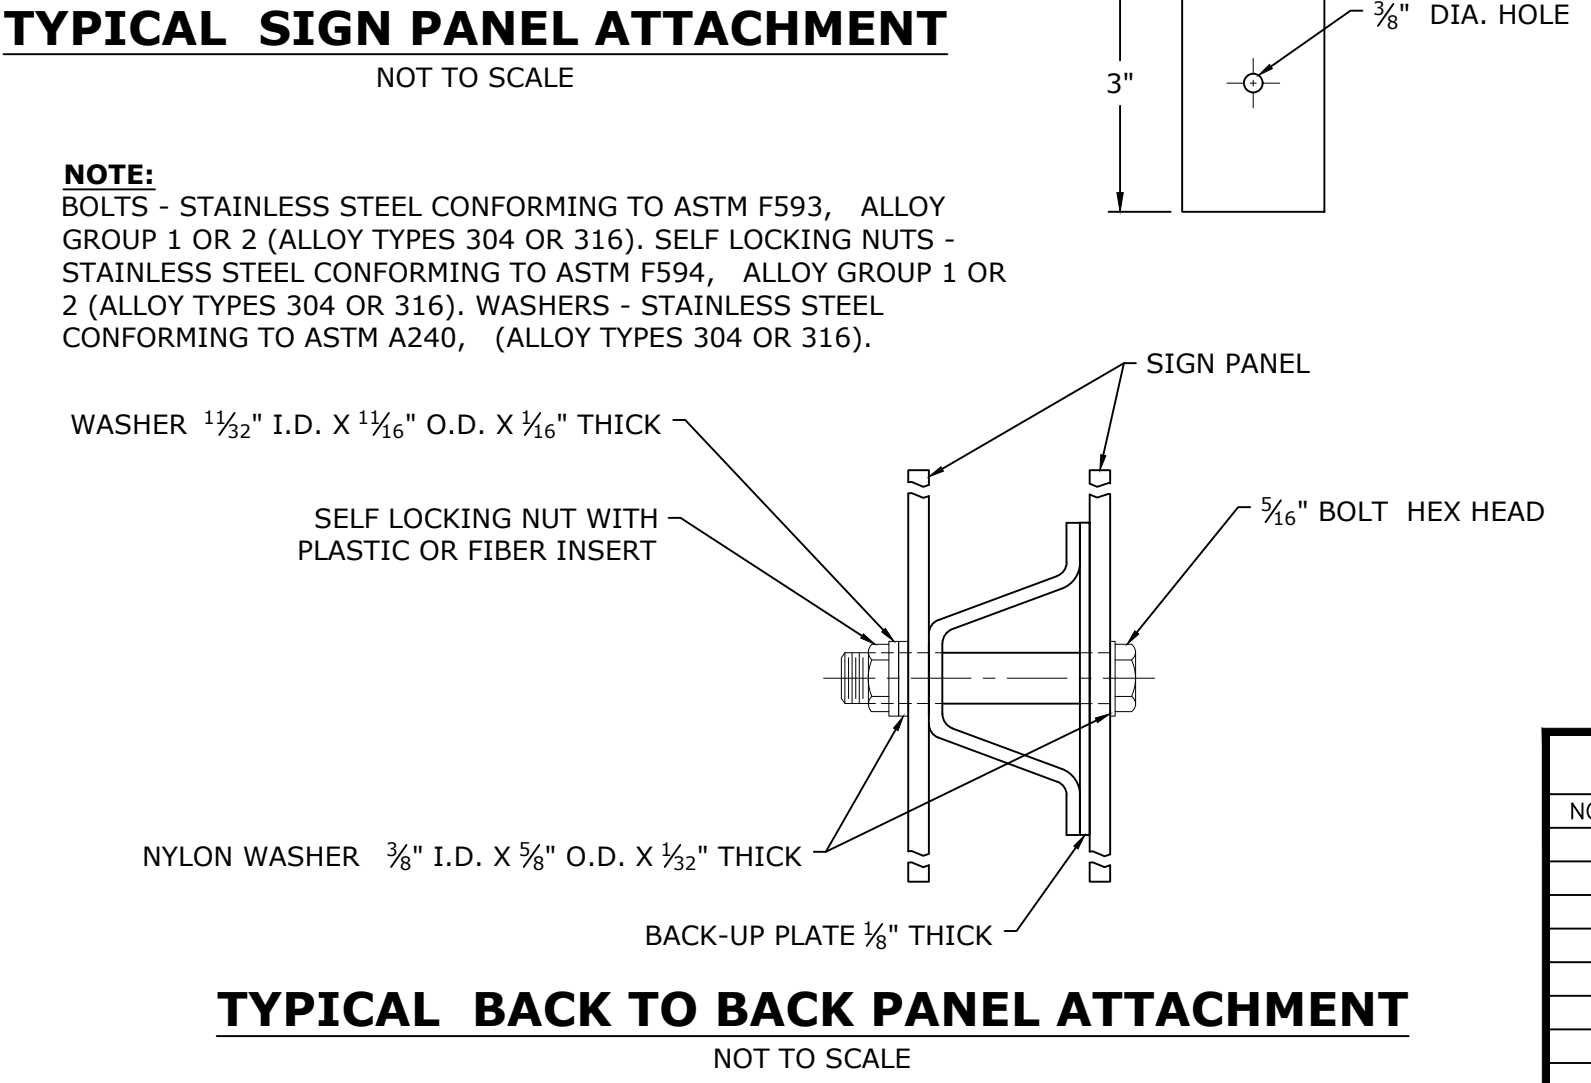 TYPICAL SIGN PANEL ATTACHMENT
NOT TO SCALE
3/8" DIA. HOLE
3"
NOTE:
BOLTS - STAINLESS STEEL CONFORMING TO ASTM F593, ALLOY
GROUP 1 OR 2 (ALLOY TYPES 304 OR 316). SELF LOCKING NUTS -
STAINLESS STEEL CONFORMING TO ASTM F594, ALLOY GROUP 1 OR
2 (ALLOY TYPES 304 OR 316). WASHERS - STAINLESS STEEL
CONFORMING TO ASTM A240, (ALLOY TYPES 304 OR 316).
SIGN PANEL
WASHER 11/32" I.D. X 11/16" O.D. X 1/16" THICK
SELF LOCKING NUT WITH
PLASTIC OR FIBER INSERT
5/16" BOLT HEX HEAD
NYLON WASHER 3/8" I.D. X 5/8" O.D. X 1/32" THICK
BACK-UP PLATE 1/8" THICK
TYPICAL BACK TO BACK PANEL ATTACHMENT
NOT TO SCALE